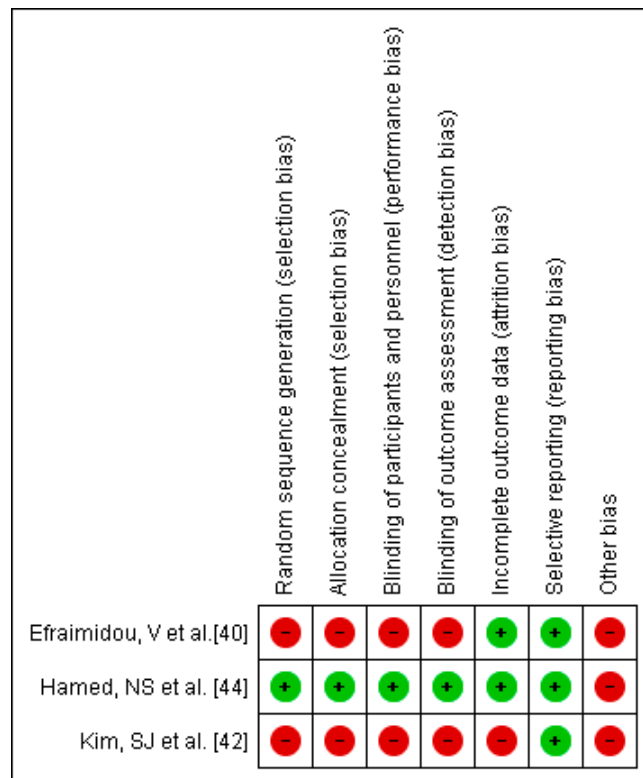 Random sequence generation (selection bias)
Allocation concealment (selection bias)
Blinding of participants and personnel (performance bias)
Blinding of outcome assessment (detection bias)
Incomplete outcome data (attrition bias)
Selective reporting (reporting bias)
Other bias
Efraimidou, V et al.[40] - - - - + + -
Hamed, NS et al. [44] + + + + + + -
Kim, SJ et al. [42] - - - - - + -